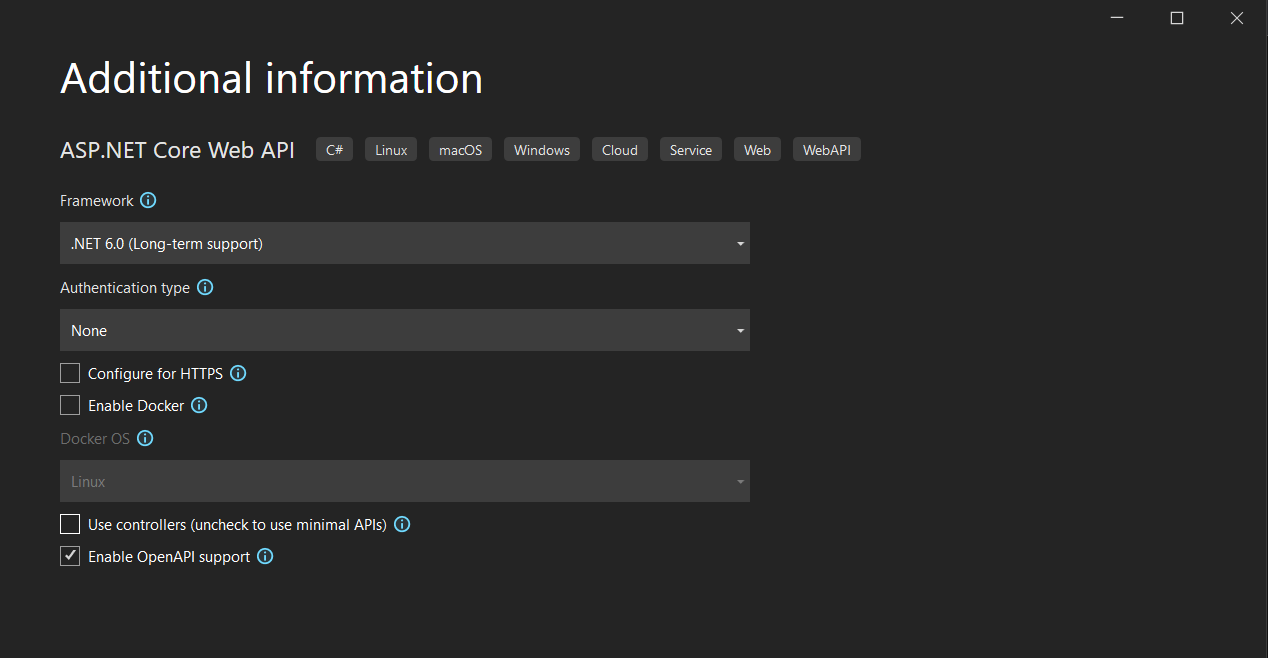 Additional information
ASP.NET Core Web API C# Linux macOS Windows Cloud Service Web WebAPI
Framework
.NET 6.0 (Long-term support)
Authentication type
None
Configure for HTTPS
Enable Docker
Docker OS
Linux
Use controllers (uncheck to use minimal APIs)
Enable OpenAPI support